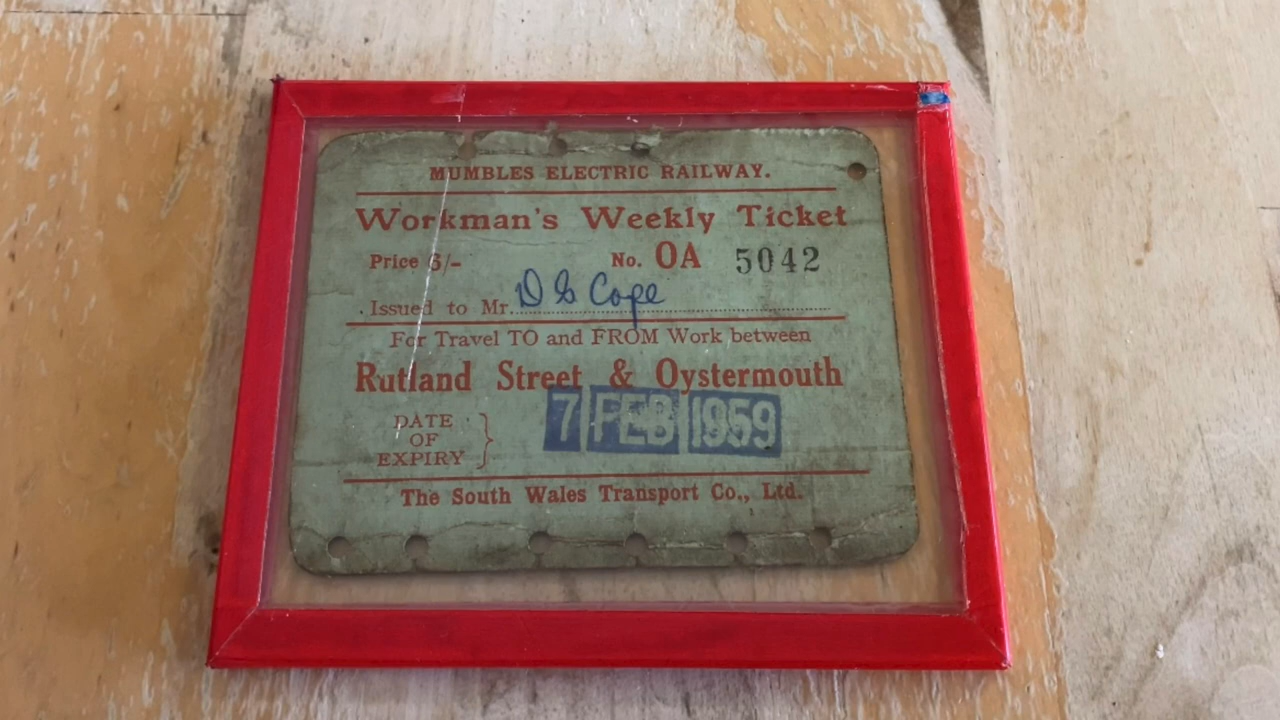 MUMBLES ELECTRIC RAILWAY.
Workman's Weekly Ticket
Price 6/- No. OA 5042
Issued to Mr. D G Cope
For Travel TO and FROM Work between
Rutland Street & Oystermouth
DATE OF EXPIRY } 7 FEB 1959
The South Wales Transport Co., Ltd.